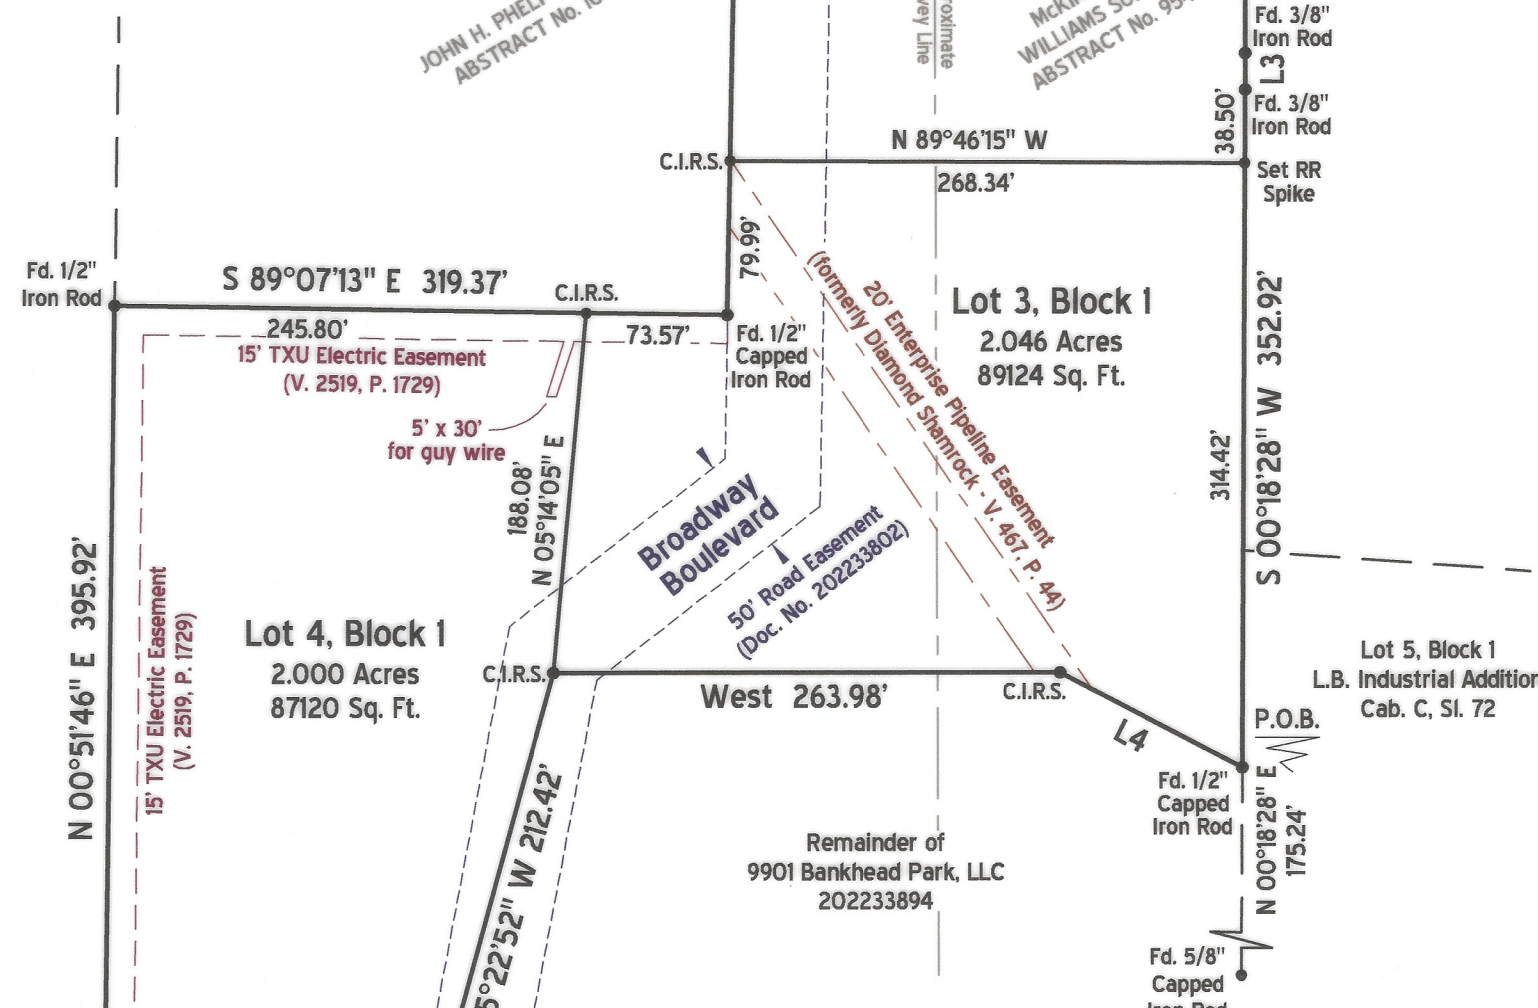 JOHN H. PHELP
ABSTRACT No.
WILLIAMS
ABSTRACT No.
vey Line
Fd. 3/8"
Iron Rod
L3
Fd. 3/8"
Iron Rod
38.50'
N 89°46'15" W
268.34'
C.I.R.S.
Set RR
Spike
79.99'
Fd. 1/2"
Iron Rod
S 89°07'13" E 319.37'
C.I.R.S.
245.80'
73.57'
15' TXU Electric Easement
(V. 2519, P. 1729)
5' x 30'
for guy wire
Fd. 1/2"
Capped
Iron Rod
20' Enterprise Pipeline Easement
(formerly Diamond Shamrock - V. 467, P. 44)
Lot 3, Block 1
2.046 Acres
89124 Sq. Ft.
S 00°18'28" W 352.92'
314.42'
188.08'
N 05°14'05" E
Broadway
Boulevard
50' Road Easement
(Doc. No. 202233802)
N 00°51'46" E 395.92'
15' TXU Electric Easement
(V. 2519, P. 1729)
Lot 4, Block 1
2.000 Acres
87120 Sq. Ft.
C.I.R.S.
West 263.98'
C.I.R.S.
L4
Lot 5, Block 1
L.B. Industrial Addition
Cab. C, Sl. 72
P.O.B.
Fd. 1/2"
Capped
Iron Rod
N 00°18'28" E
175.24'
5°22'52" W 212.42'
Remainder of
9901 Bankhead Park, LLC
202233894
Fd. 5/8"
Capped
Iron Rod